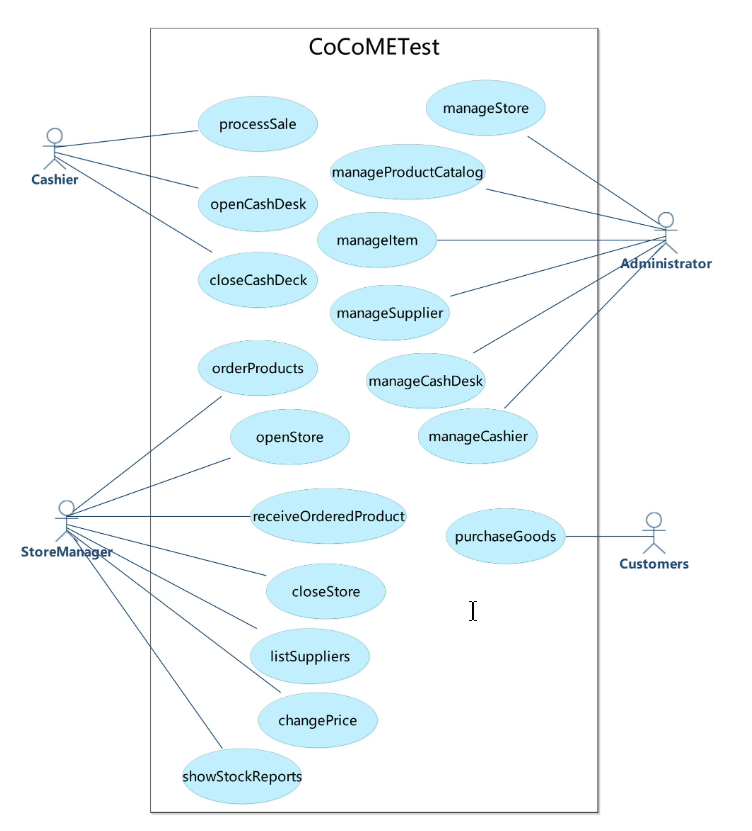 CoCoMETest
manageStore
processSale
Cashier
manageProductCatalog
openCashDesk
manageItem
Administrator
closeCashDeck
manageSupplier
orderProducts
manageCashDesk
openStore
manageCashier
receiveOrderedProduct
purchaseGoods
StoreManager
Customers
closeStore
listSuppliers
changePrice
showStockReports